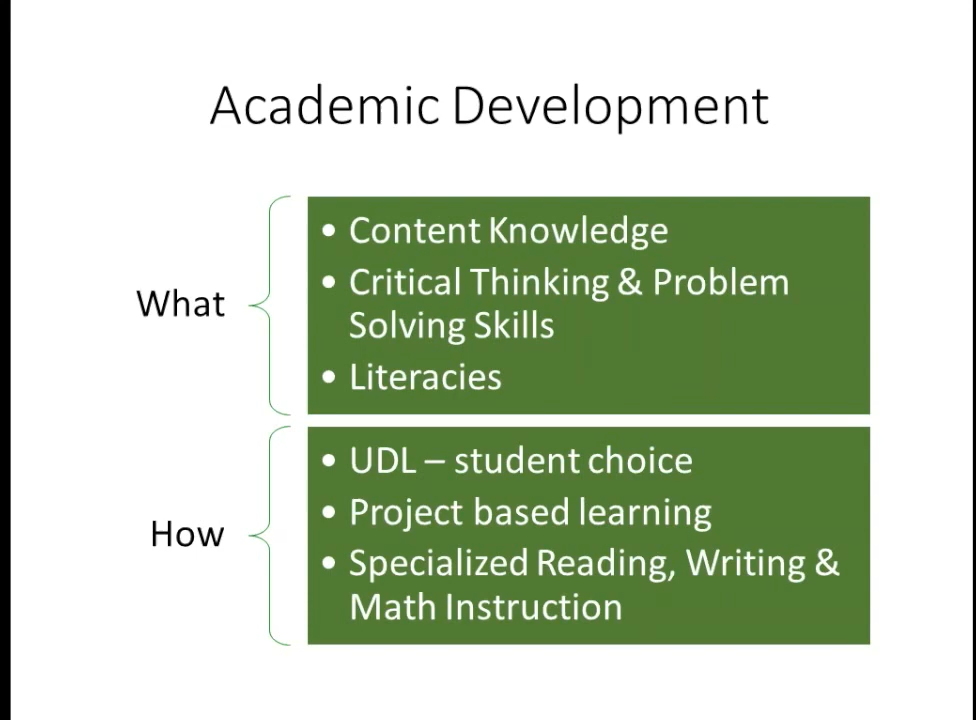 Academic Development
What
• Content Knowledge
• Critical Thinking & Problem
Solving Skills
• Literacies
How
• UDL – student choice
• Project based learning
• Specialized Reading, Writing &
Math Instruction